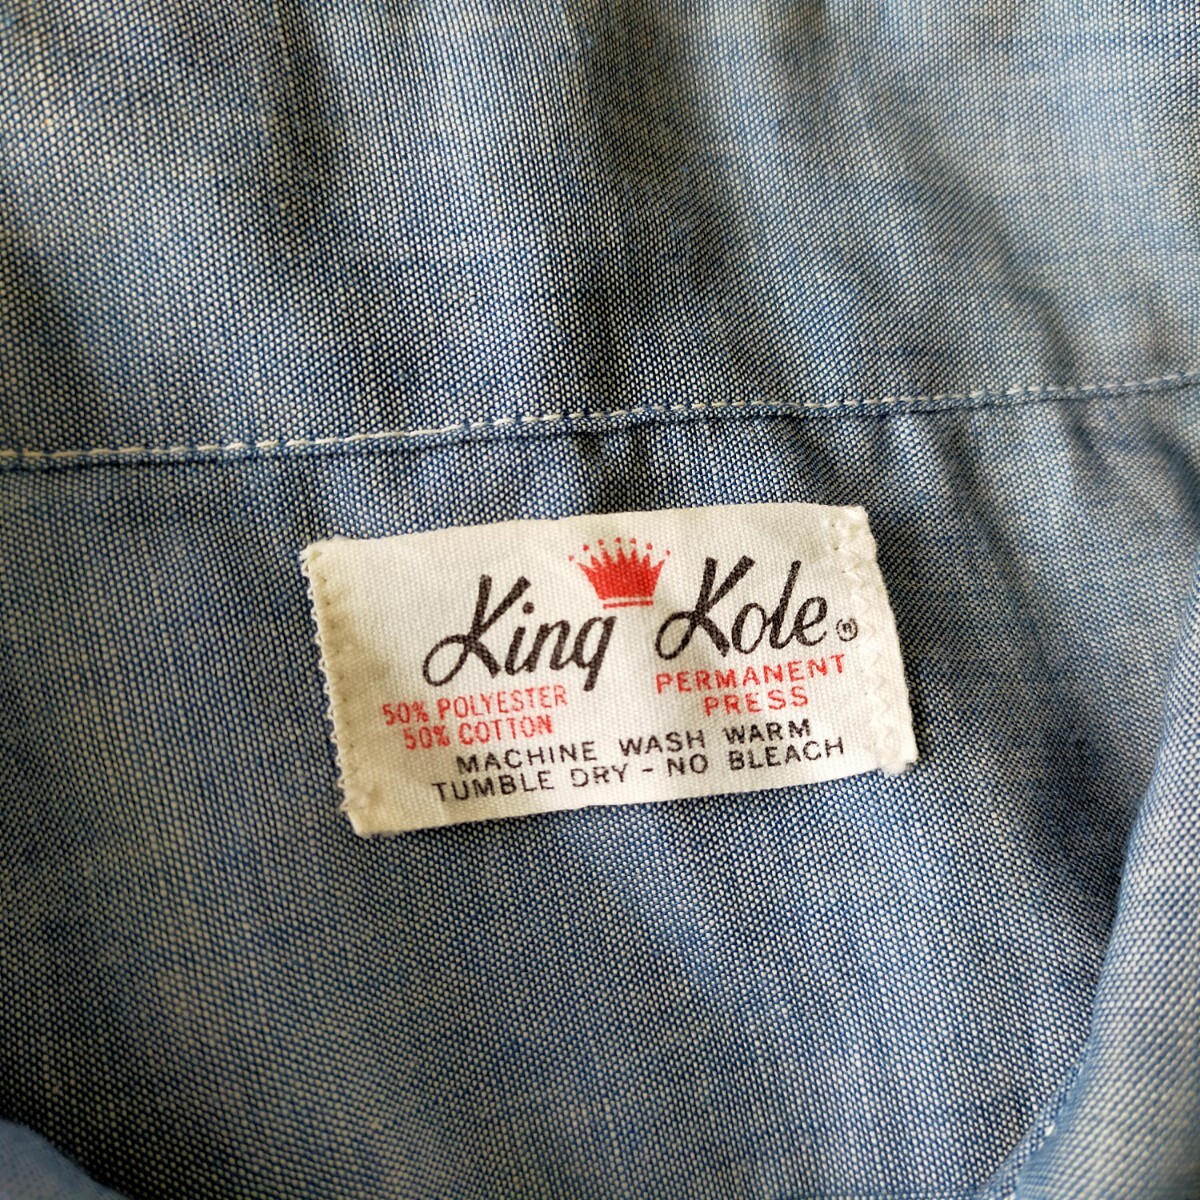 King Kole®
50% POLYESTER
50% COTTON
PERMANENT
PRESS
MACHINE WASH WARM
TUMBLE DRY - NO BLEACH